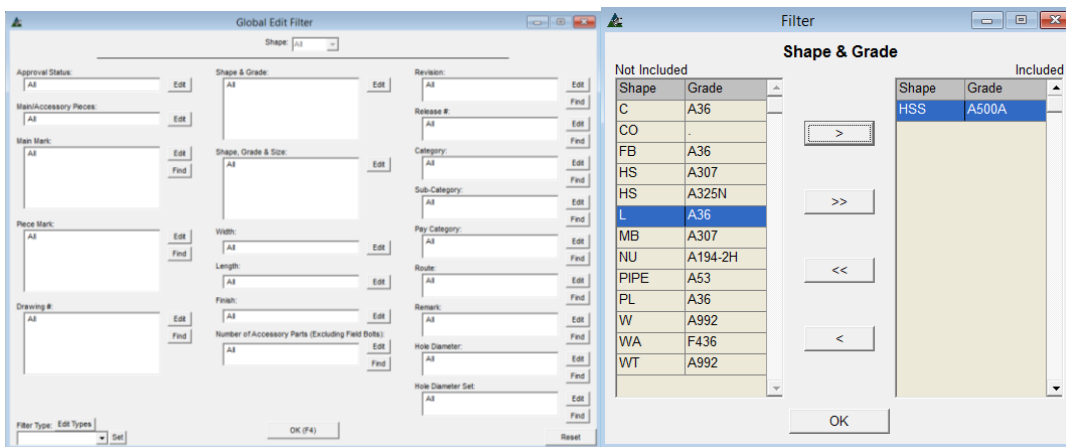 Global Edit Filter
Shape: All
Approval Status:
All Edit
Main/Accessory Pieces:
All Edit
Main Mark:
All Edit
Find
Piece Mark:
All Edit
Find
Drawing #:
All Edit
Find
Filter Type: Edit Types
Set
Shape & Grade:
All Edit
Shape, Grade & Size:
All Edit
Width:
All Edit
Length:
All Edit
Finish:
All Edit
Number of Accessory Parts (Excluding Field Bolts):
All Edit
Find
OK (F4)
Revision:
All Edit
Find
Release #:
All Edit
Find
Category:
All Edit
Find
Sub-Category:
All Edit
Find
Pay Category:
All Edit
Find
Route:
All Edit
Find
Remark:
All Edit
Find
Hole Diameter:
All Edit
Find
Hole Diameter Set:
All Edit
Find
Reset
Filter
Shape & Grade
Not Included
Shape Grade
C A36
CO .
FB A36
HS A307
HS A325N
L A36
MB A307
NU A194-2H
PIPE A53
PL A36
W A992
WA F436
WT A992
>
>>
<<
<
Included
Shape Grade
HSS A500A
OK